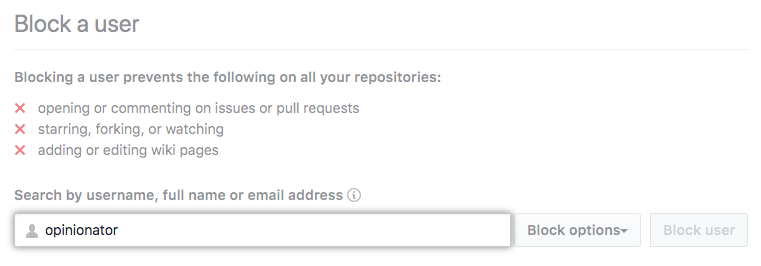 Block a user
Blocking a user prevents the following on all your repositories:
opening or commenting on issues or pull requests
starring, forking, or watching
adding or editing wiki pages
Search by username, full name or email address
opinionator Block options Block user